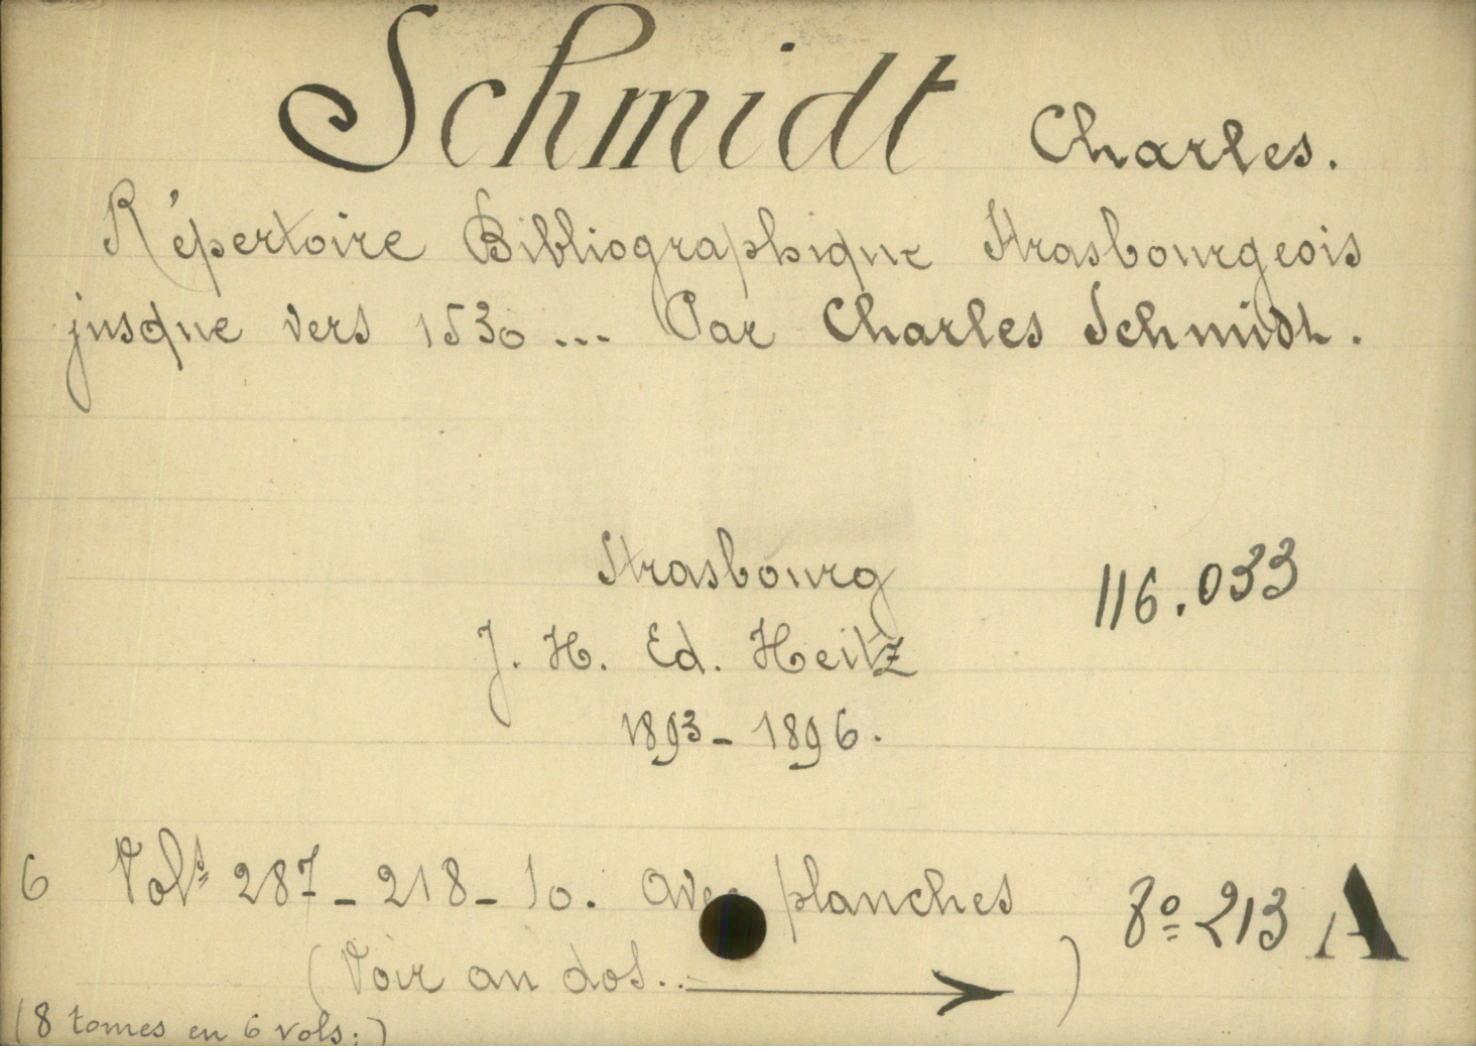 Schmidt Charles.
Répertoire Bibliographique Strasbourgeois
jusque vers 1530 ... Par Charles Schmidt.
Strasbourg
116.033
J. H. Ed. Heitz
1893 - 1896.
6 Vols 287 - 218 - 10. Avec planches
8º 213 A
(Voir au dos.. → )
(8 tomes en 6 vols.)